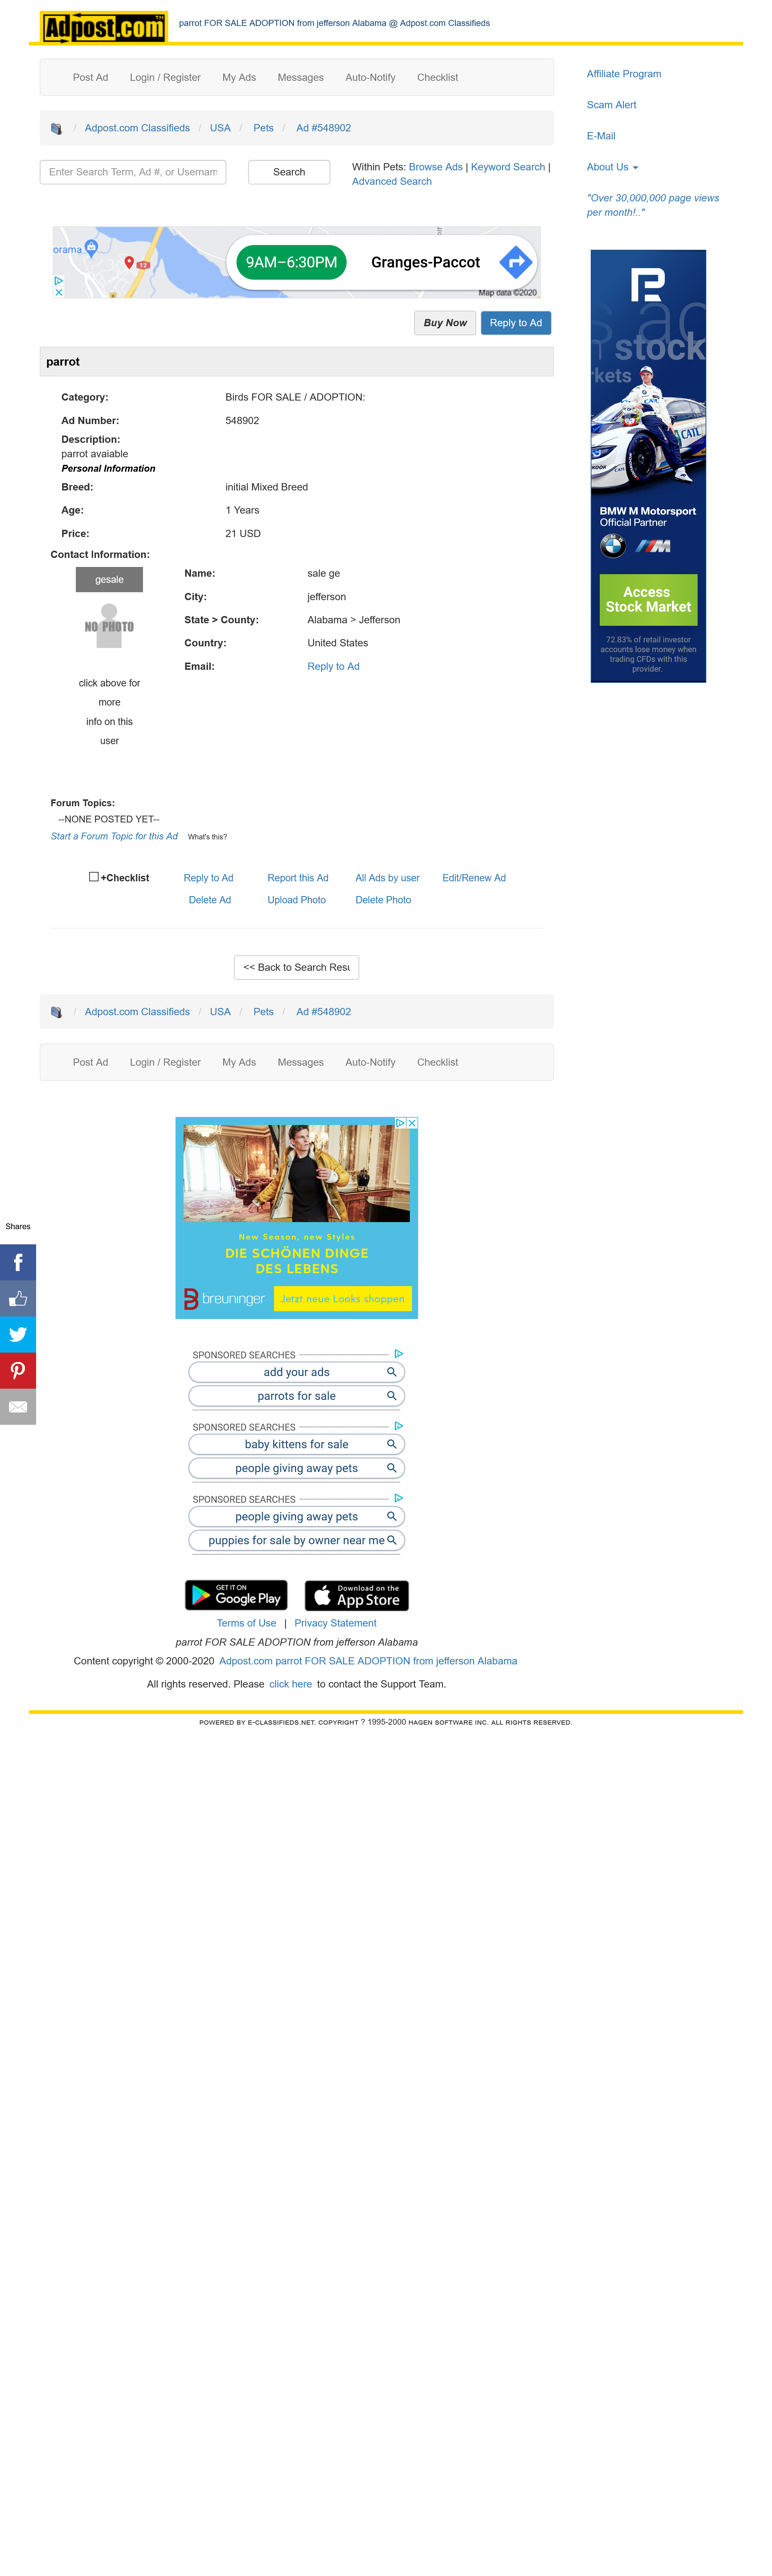 Adpost.com™
parrot FOR SALE ADOPTION from jefferson Alabama @ Adpost.com Classifieds
Post Ad Login / Register My Ads Messages Auto-Notify Checklist
/ Adpost.com Classifieds / USA / Pets / Ad #548902
Enter Search Term, Ad #, or Usernam
Search
Within Pets: Browse Ads | Keyword Search |
Advanced Search
Affiliate Program
Scam Alert
E-Mail
About Us
"Over 30,000,000 page views
per month!.."
orama
12
9AM–6:30PM
Granges-Paccot
Map data ©2020
Buy Now
Reply to Ad
parrot
Category: Birds FOR SALE / ADOPTION:
Ad Number: 548902
Description:
parrot avaiable
Personal Information
Breed: initial Mixed Breed
Age: 1 Years
Price: 21 USD
Contact Information:
gesale
NO PHOTO
click above for
more
info on this
user
Name: sale ge
City: jefferson
State > County: Alabama > Jefferson
Country: United States
Email: Reply to Ad
stock
rkets
CATL
BMW M Motorsport
Official Partner
Access
Stock Market
72.83% of retail investor
accounts lose money when
trading CFDs with this
provider.
Forum Topics:
--NONE POSTED YET--
Start a Forum Topic for this Ad What's this?
+Checklist Reply to Ad Report this Ad All Ads by user Edit/Renew Ad
Delete Ad Upload Photo Delete Photo
<< Back to Search Resu
/ Adpost.com Classifieds / USA / Pets / Ad #548902
Post Ad Login / Register My Ads Messages Auto-Notify Checklist
Shares
New Season, new Styles
DIE SCHÖNEN DINGE
DES LEBENS
breuninger
Jetzt neue Looks shoppen
SPONSORED SEARCHES
add your ads
parrots for sale
SPONSORED SEARCHES
baby kittens for sale
people giving away pets
SPONSORED SEARCHES
people giving away pets
puppies for sale by owner near me
GET IT ON
Google Play
Download on the
App Store
Terms of Use | Privacy Statement
parrot FOR SALE ADOPTION from jefferson Alabama
Content copyright © 2000-2020 Adpost.com parrot FOR SALE ADOPTION from jefferson Alabama
All rights reserved. Please click here to contact the Support Team.
POWERED BY E-CLASSIFIEDS.NET. COPYRIGHT ? 1995-2000 HAGEN SOFTWARE INC. ALL RIGHTS RESERVED.